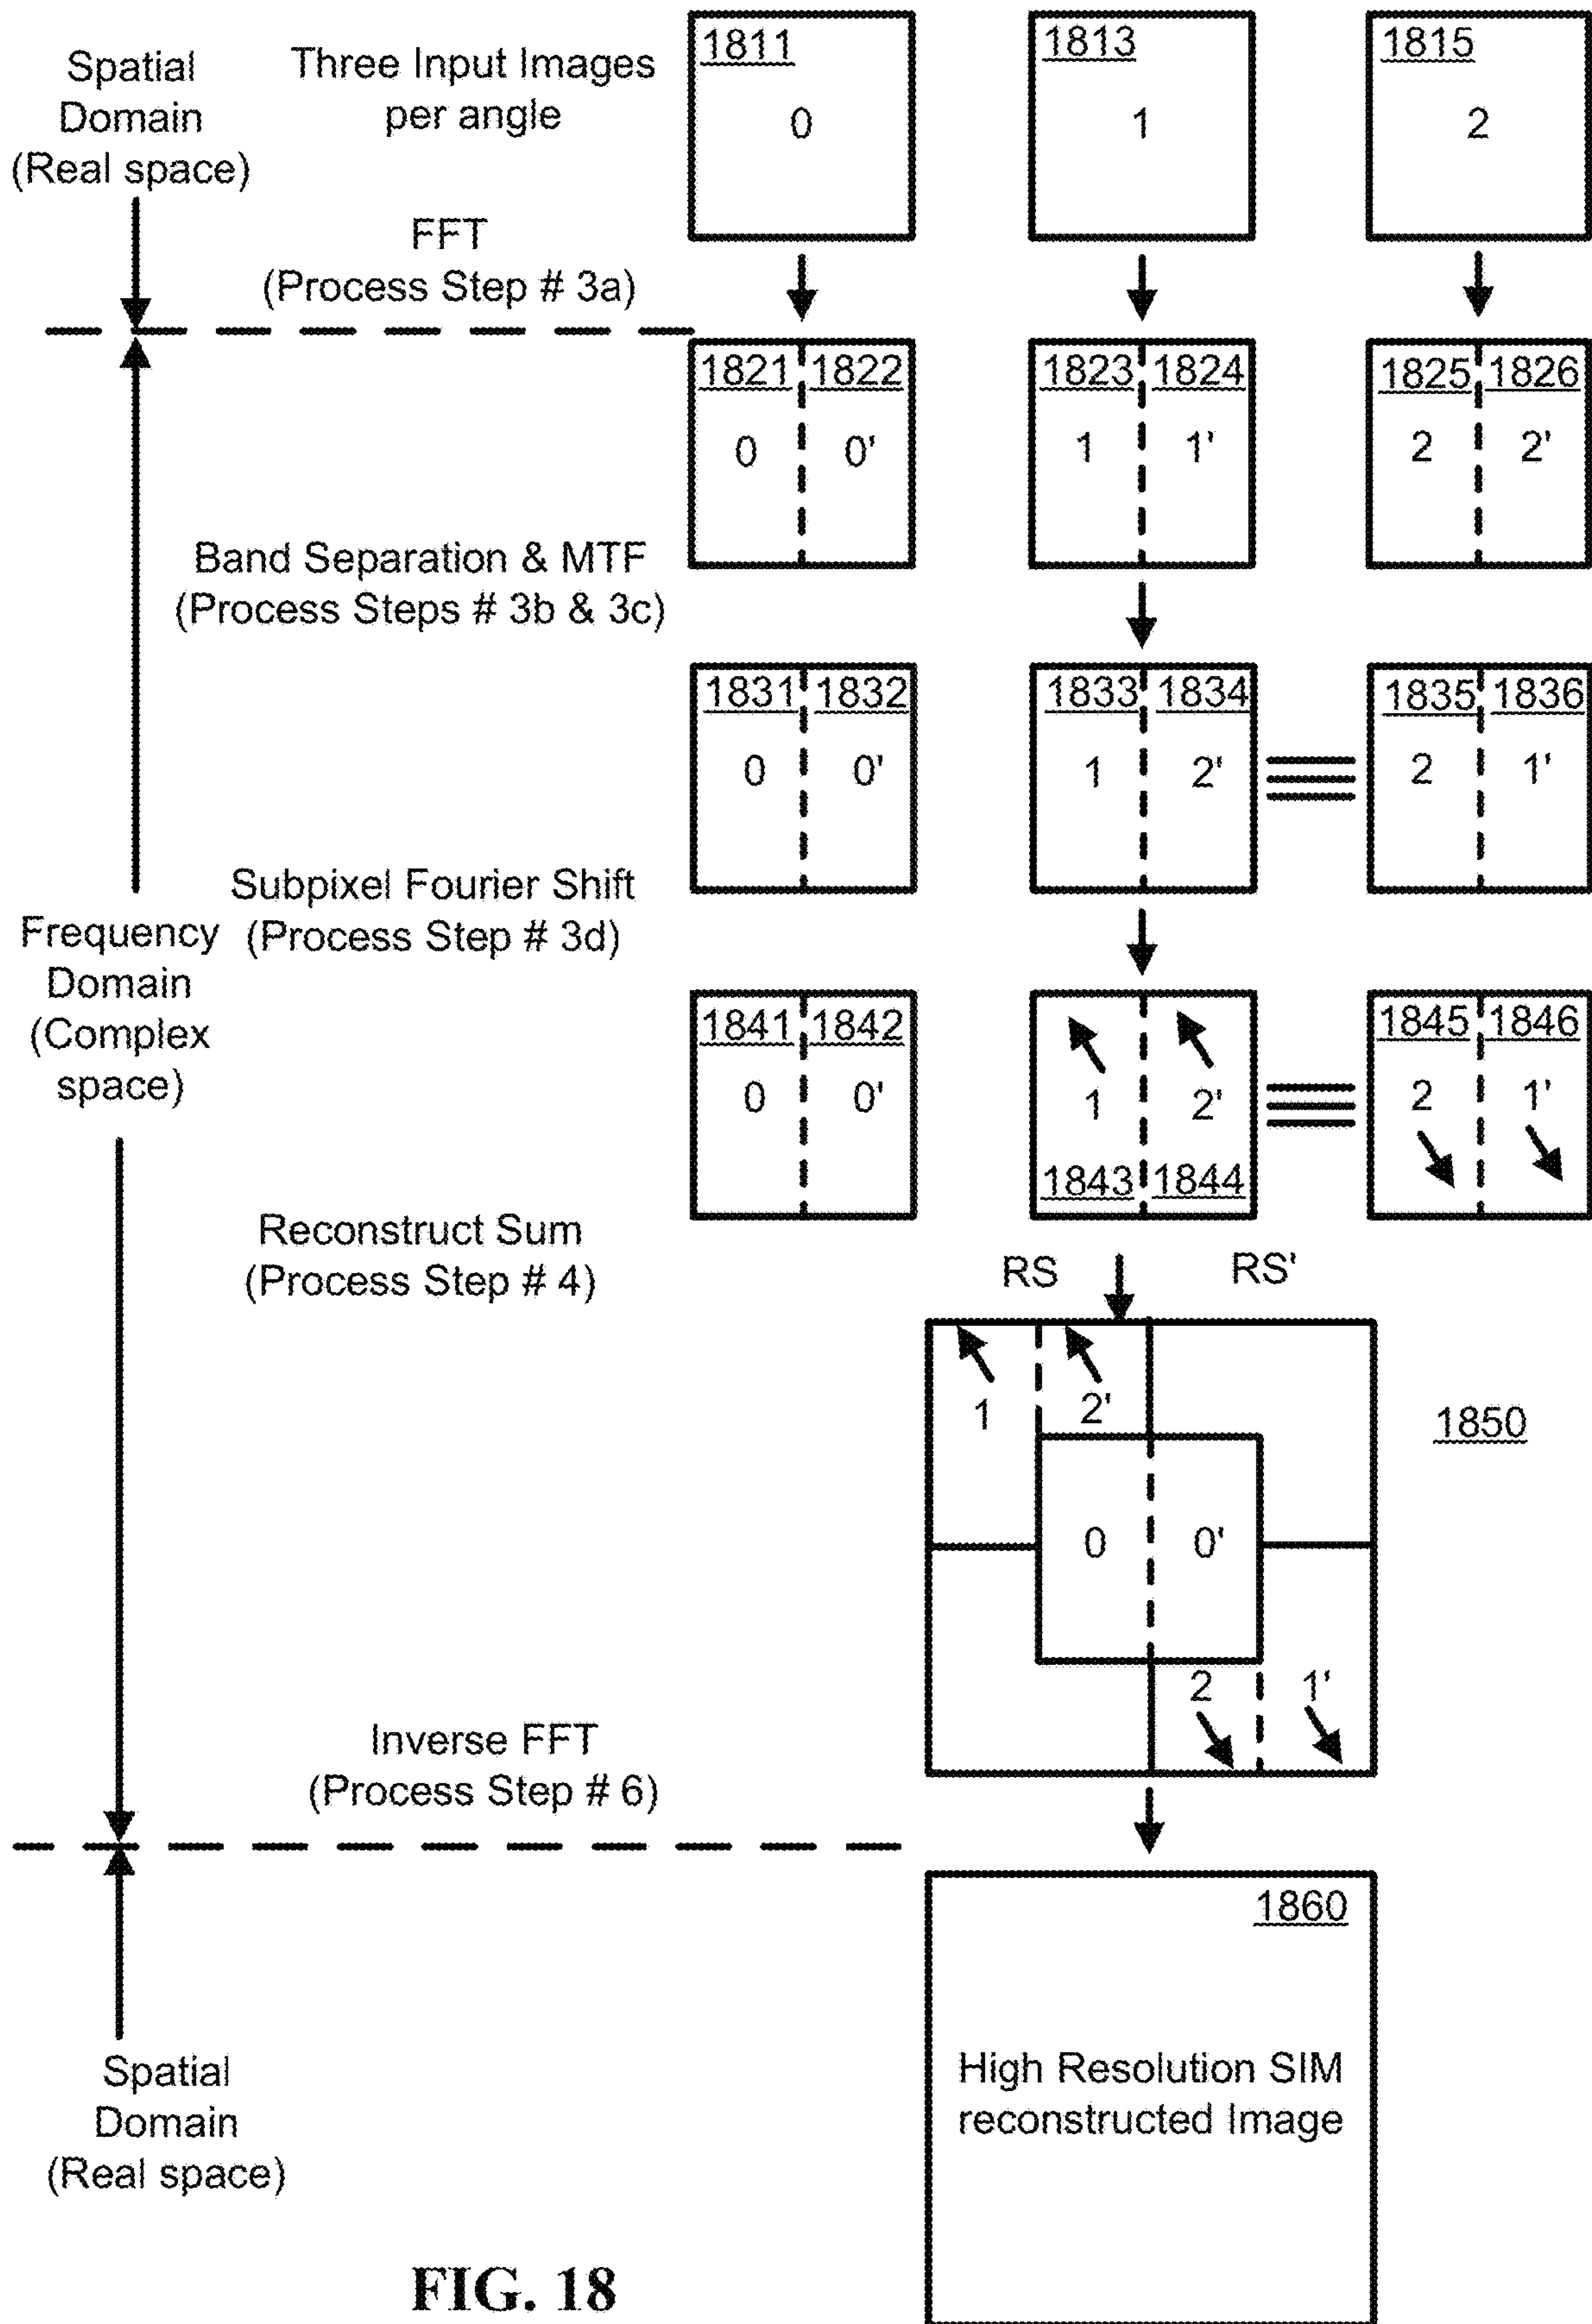 Spatial
Domain
(Real space)
Three Input Images
per angle
1811
0
1813
1
1815
2
FFT
(Process Step # 3a)
1821 1822
0 0'
1823 1824
1 1'
1825 1826
2 2'
Band Separation & MTF
(Process Steps # 3b & 3c)
1831 1832
0 0'
1833 1834
1 2'
1835 1836
2 1'
Subpixel Fourier Shift
(Process Step # 3d)
Frequency
Domain
(Complex
space)
1841 1842
0 0'
1 2'
1843 1844
1845 1846
2 1'
Reconstruct Sum
(Process Step # 4)
RS RS'
1 2'
1850
0 0'
2 1'
Inverse FFT
(Process Step # 6)
1860
High Resolution SIM
reconstructed Image
Spatial
Domain
(Real space)
FIG. 18